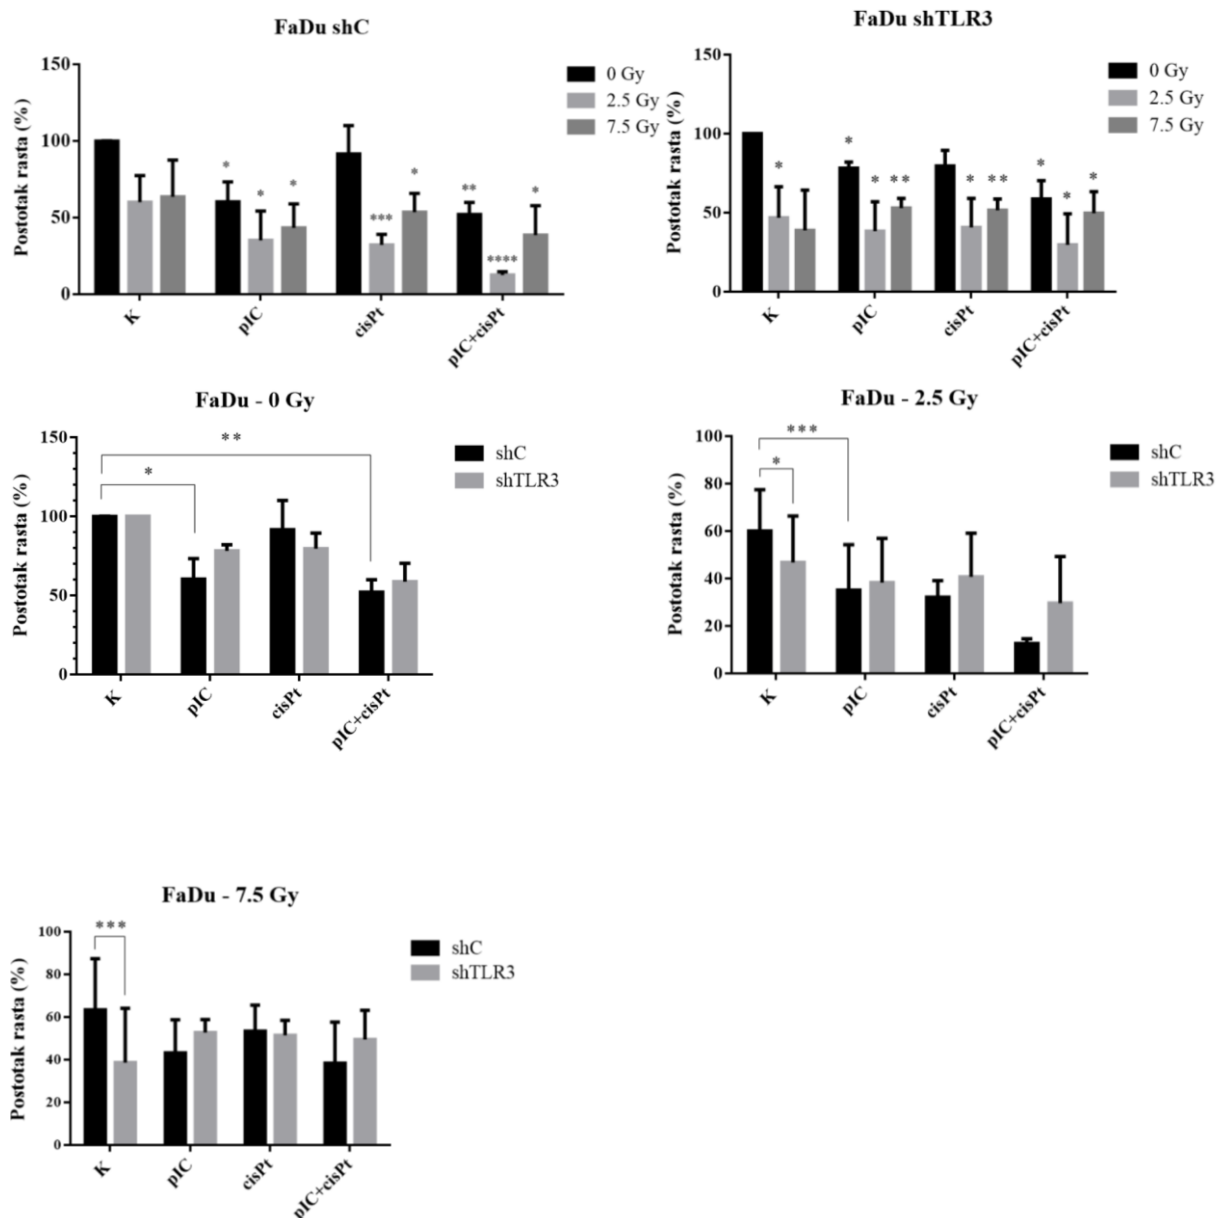 FaDu shC
150
100
50
0
Postotak rasta (%)
0 Gy
2.5 Gy
7.5 Gy
* * * *** * ** **** *
K pIC cisPt pIC+cisPt
FaDu shTLR3
150
100
50
0
Postotak rasta (%)
0 Gy
2.5 Gy
7.5 Gy
* * * ** * ** * * *
K pIC cisPt pIC+cisPt
FaDu - 0 Gy
150
100
50
0
Postotak rasta (%)
shC
shTLR3
**
*
K pIC cisPt pIC+cisPt
FaDu - 2.5 Gy
100
80
60
40
20
0
Postotak rasta (%)
shC
shTLR3
***
*
K pIC cisPt pIC+cisPt
FaDu - 7.5 Gy
100
80
60
40
20
0
Postotak rasta (%)
shC
shTLR3
***
K pIC cisPt pIC+cisPt